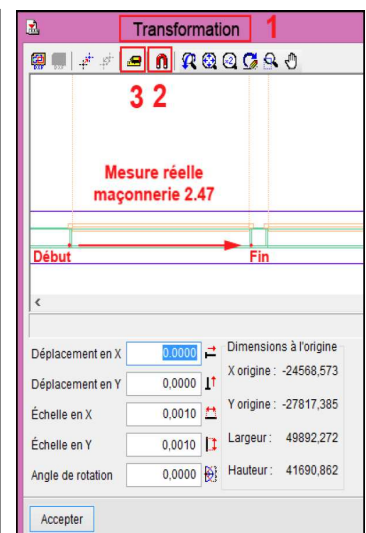 Transformation 1
3 2
Mesure réelle
maçonnerie 2.47
Début Fin
Déplacement en X 0.0000
Dimensions à l'origine
Déplacement en Y 0,0000
X origine : -24568,573
Échelle en X 0,0010
Y origine : -27817,385
Échelle en Y 0,0010
Largeur : 49892,272
Angle de rotation 0,0000
Hauteur : 41690,862
Accepter